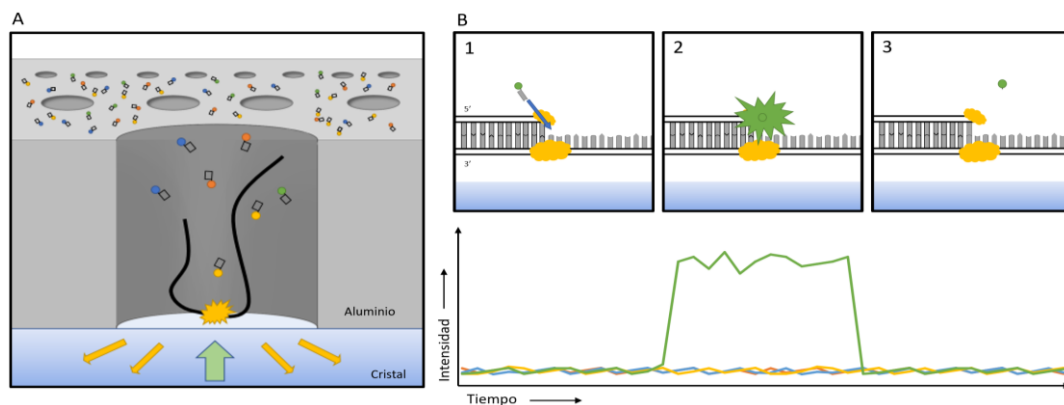 A
Aluminio
Cristal
B
1
2
3
5'
3'
Intensidad
Tiempo